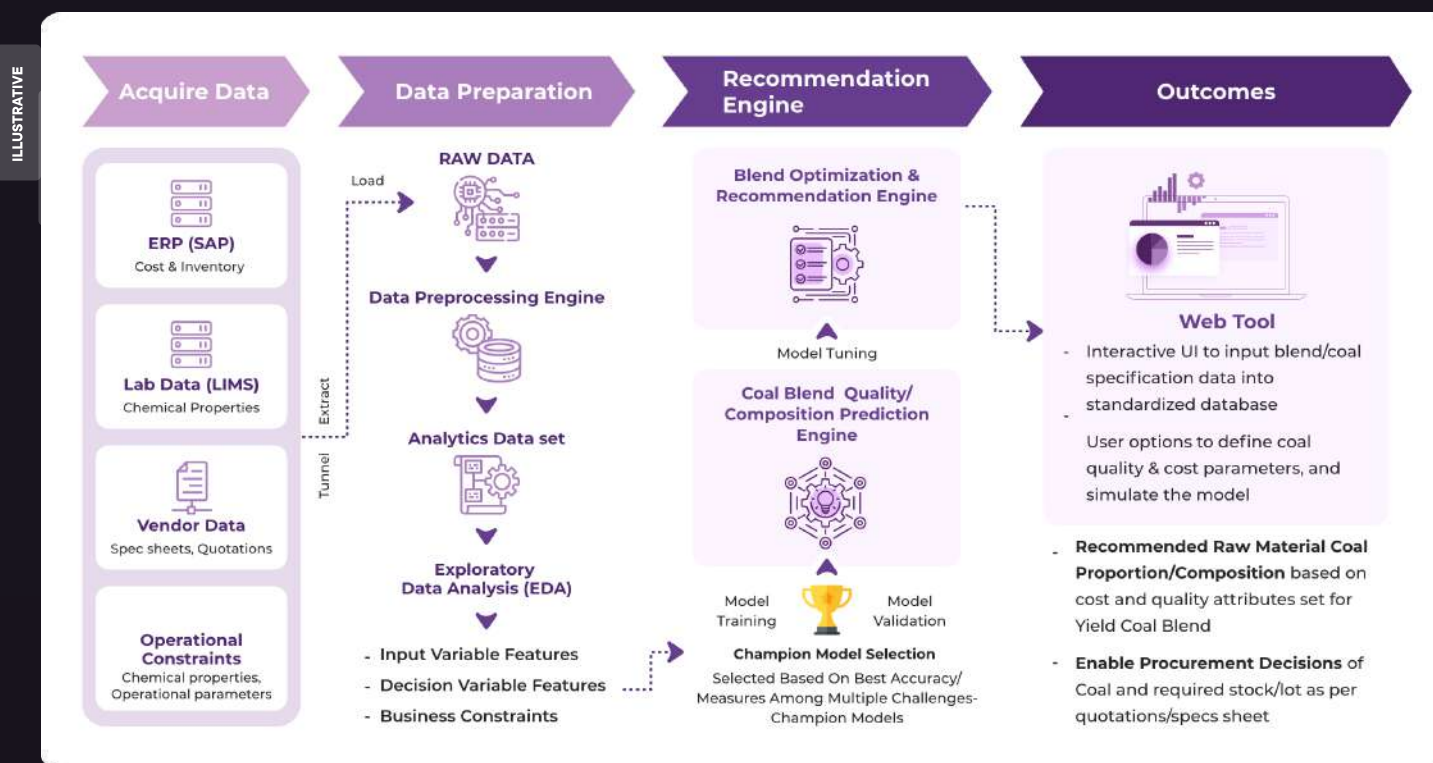 ILLUSTRATIVE
Acquire Data
Data Preparation
Recommendation
Engine
Outcomes
ERP (SAP)
Cost & Inventory
Lab Data (LIMS)
Chemical Properties
Vendor Data
Spec sheets, Quotations
Operational
Constraints
Chemical properties,
Operational parameters
Extract
Tunnel
Load
RAW DATA
Data Preprocessing Engine
Analytics Data set
Exploratory
Data Analysis (EDA)
- Input Variable Features
- Decision Variable Features
- Business Constraints
Blend Optimization &
Recommendation Engine
Model Tuning
Coal Blend Quality/
Composition Prediction
Engine
Model
Training
Model
Validation
Champion Model Selection
Selected Based On Best Accuracy/
Measures Among Multiple Challenges-
Champion Models
Web Tool
- Interactive UI to input blend/coal
specification data into
standardized database
-
User options to define coal
quality & cost parameters, and
simulate the model
- Recommended Raw Material Coal
Proportion/Composition based on
cost and quality attributes set for
Yield Coal Blend
- Enable Procurement Decisions of
Coal and required stock/lot as per
quotations/specs sheet